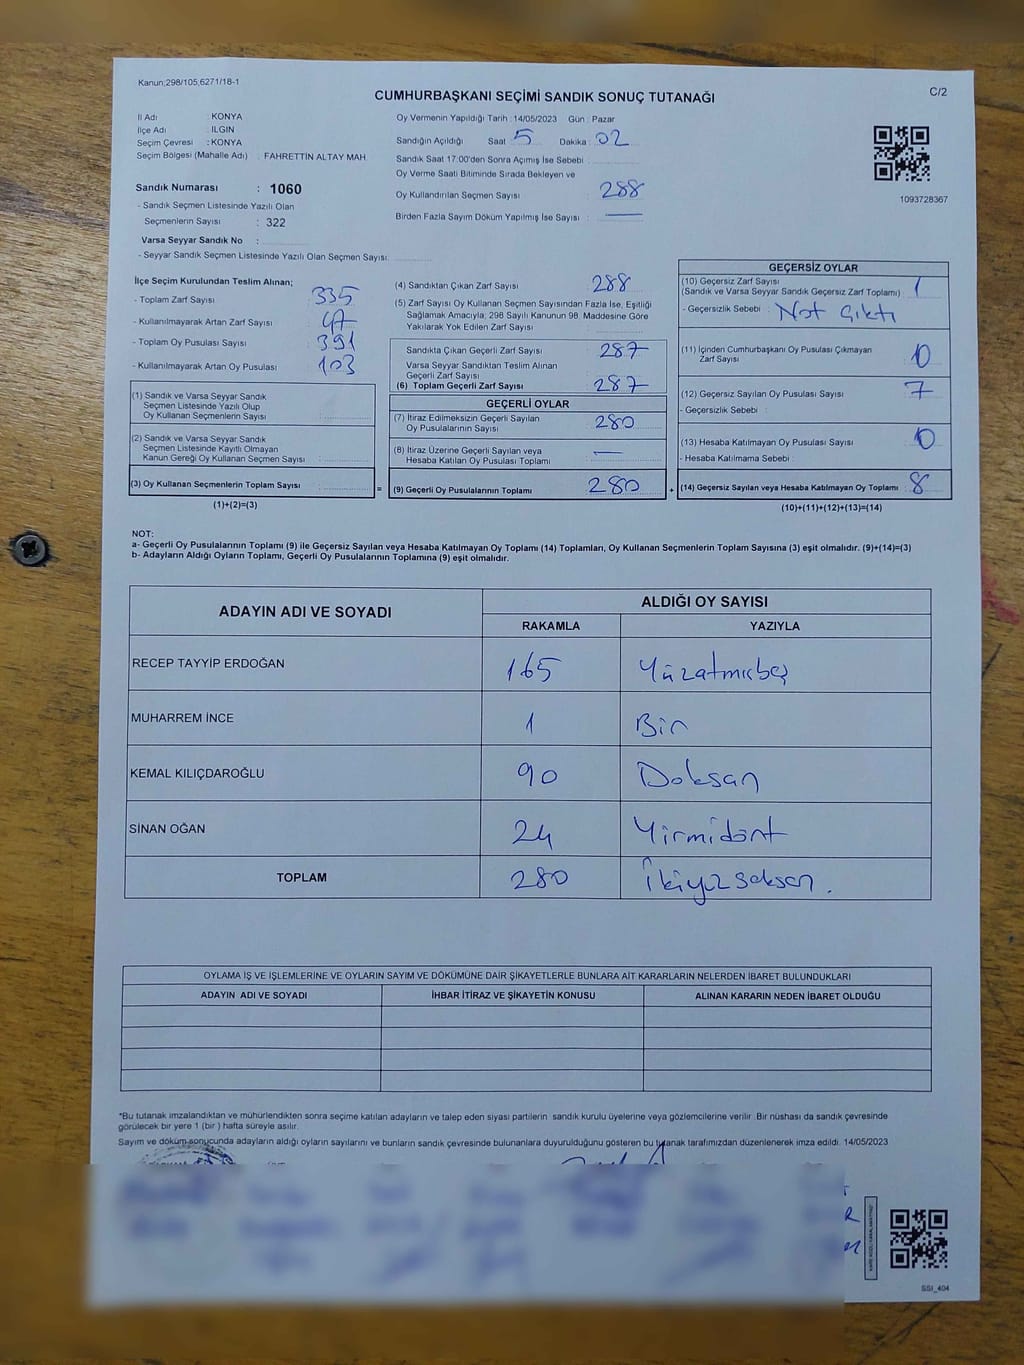 Kanun;298/105,6271/18-1
C/2
CUMHURBAŞKANI SEÇİMİ SANDIK SONUÇ TUTANAĞI
İl Adı : KONYA
İlçe Adı : ILGIN
Seçim Çevresi : KONYA
Seçim Bölgesi (Mahalle Adı) : FAHRETTİN ALTAY MAH
Sandık Numarası : 1060
- Sandık Seçmen Listesinde Yazılı Olan
Seçmenlerin Sayısı : 322
Varsa Seyyar Sandık No :
- Seyyar Sandık Seçmen Listesinde Yazılı Olan Seçmen Sayısı:
Oy Vermenin Yapıldığı Tarih : 14/05/2023 Gün : Pazar
Sandığın Açıldığı Saat : 5 Dakika : 02
Sandık Saat 17:00'den Sonra Açılmış İse Sebebi :
Oy Verme Saati Bitiminde Sırada Bekleyen ve
Oy Kullandırılan Seçmen Sayısı : 288
Birden Fazla Sayım Döküm Yapılmış İse Sayısı : —
1093728367
İlçe Seçim Kurulundan Teslim Alınan;
- Toplam Zarf Sayısı : 335
- Kullanılmayarak Artan Zarf Sayısı : 47
- Toplam Oy Pusulası Sayısı : 391
- Kullanılmayarak Artan Oy Pusulası : 103
(1) Sandık ve Varsa Seyyar Sandık
Seçmen Listesinde Yazılı Olup
Oy Kullanan Seçmenlerin Sayısı :
(2) Sandık ve Varsa Seyyar Sandık
Seçmen Listesinde Kayıtlı Olmayan
Kanun Gereği Oy Kullanan Seçmen Sayısı :
(3) Oy Kullanan Seçmenlerin Toplam Sayısı :
(1)+(2)=(3)
(4) Sandıktan Çıkan Zarf Sayısı : 288
(5) Zarf Sayısı Oy Kullanan Seçmen Sayısından Fazla İse, Eşitliği
Sağlamak Amacıyla; 298 Sayılı Kanunun 98. Maddesine Göre
Yakılarak Yok Edilen Zarf Sayısı :
Sandıkta Çıkan Geçerli Zarf Sayısı : 287
Varsa Seyyar Sandıktan Teslim Alınan
Geçerli Zarf Sayısı :
(6) Toplam Geçerli Zarf Sayısı : 287
GEÇERLİ OYLAR
(7) İtiraz Edilmeksizin Geçerli Sayılan
Oy Pusulalarının Sayısı : 280
(8) İtiraz Üzerine Geçerli Sayılan veya
Hesaba Katılan Oy Pusulası Toplamı : —
= (9) Geçerli Oy Pusulalarının Toplamı : 280 +
GEÇERSİZ OYLAR
(10) Geçersiz Zarf Sayısı
(Sandık ve Varsa Seyyar Sandık Geçersiz Zarf Toplamı) : 1
- Geçersizlik Sebebi : Not Çıktı
(11) İçinden Cumhurbaşkanı Oy Pusulası Çıkmayan
Zarf Sayısı : 0
(12) Geçersiz Sayılan Oy Pusulası Sayısı : 7
- Geçersizlik Sebebi :
(13) Hesaba Katılmayan Oy Pusulası Sayısı : 0
- Hesaba Katılmama Sebebi :
(14) Geçersiz Sayılan veya Hesaba Katılmayan Oy Toplamı : 8
(10)+(11)+(12)+(13)=(14)
NOT:
a- Geçerli Oy Pusulalarının Toplamı (9) ile Geçersiz Sayılan veya Hesaba Katılmayan Oy Toplamı (14) Toplamları, Oy Kullanan Seçmenlerin Toplam Sayısına (3) eşit olmalıdır. (9)+(14)=(3)
b- Adayların Aldığı Oyların Toplamı, Geçerli Oy Pusulalarının Toplamına (9) eşit olmalıdır.
ADAYIN ADI VE SOYADI
ALDIĞI OY SAYISI
RAKAMLA YAZIYLA
RECEP TAYYİP ERDOĞAN 165 Yüzatmışbeş
MUHARREM İNCE 1 Bir
KEMAL KILIÇDAROĞLU 90 Doksan
SİNAN OĞAN 24 Yirmidört
TOPLAM 280 İkiyüzseksen.
OYLAMA İŞ VE İŞLEMLERİNE VE OYLARIN SAYIM VE DÖKÜMÜNE DAİR ŞİKAYETLERLE BUNLARA AİT KARARLARIN NELERDEN İBARET BULUNDUKLARI
ADAYIN ADI VE SOYADI İHBAR İTİRAZ VE ŞİKAYETİN KONUSU ALINAN KARARIN NEDEN İBARET OLDUĞU
*Bu tutanak imzalandıktan ve mühürlendikten sonra seçime katılan adayların ve talep eden siyasi partilerin sandık kurulu üyelerine veya gözlemcilerine verilir. Bir nüshası da sandık çevresinde
görülecek bir yere 1 (bir) hafta süreyle asılır.
Sayım ve döküm sonucunda adayların aldığı oyların sayılarını ve bunların sandık çevresinde bulunanlara duyurulduğunu gösteren bu tutanak tarafımızdan düzenlenerek imza edildi. 14/05/2023
SSI_404